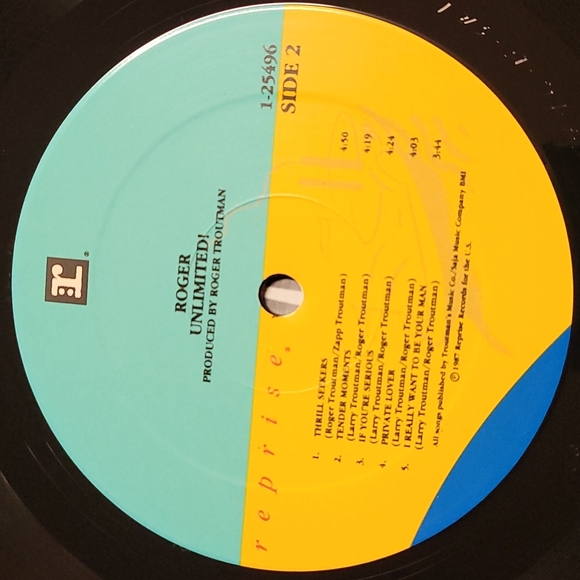 r
®
ROGER
UNLIMITED!
PRODUCED BY ROGER TROUTMAN
1-25496
SIDE 2
reprise
1. THRILL SEEKERS 4:50
(Roger Troutman/Zapp Troutman)
2. TENDER MOMENTS 4:19
(Larry Troutman/Roger Troutman)
3. IF YOU'RE SERIOUS 4:24
(Larry Troutman/Roger Troutman)
4. PRIVATE LOVER 4:03
(Larry Troutman/Roger Troutman)
5. I REALLY WANT TO BE YOUR MAN 3:44
(Larry Troutman/Roger Troutman)
All songs published by Troutman's Music Co./Saja Music Company BMI
℗ 1987 Reprise Records for the U.S.